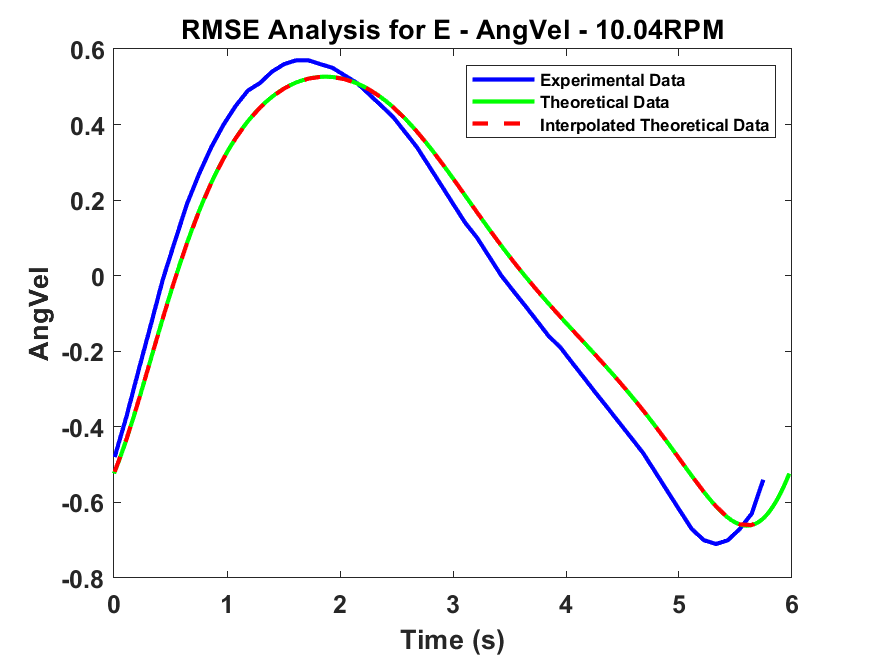 RMSE Analysis for E - AngVel - 10.04RPM
0.6
0.4
0.2
0
-0.2
-0.4
-0.6
-0.8
AngVel
Experimental Data
Theoretical Data
Interpolated Theoretical Data
0 1 2 3 4 5 6
Time (s)